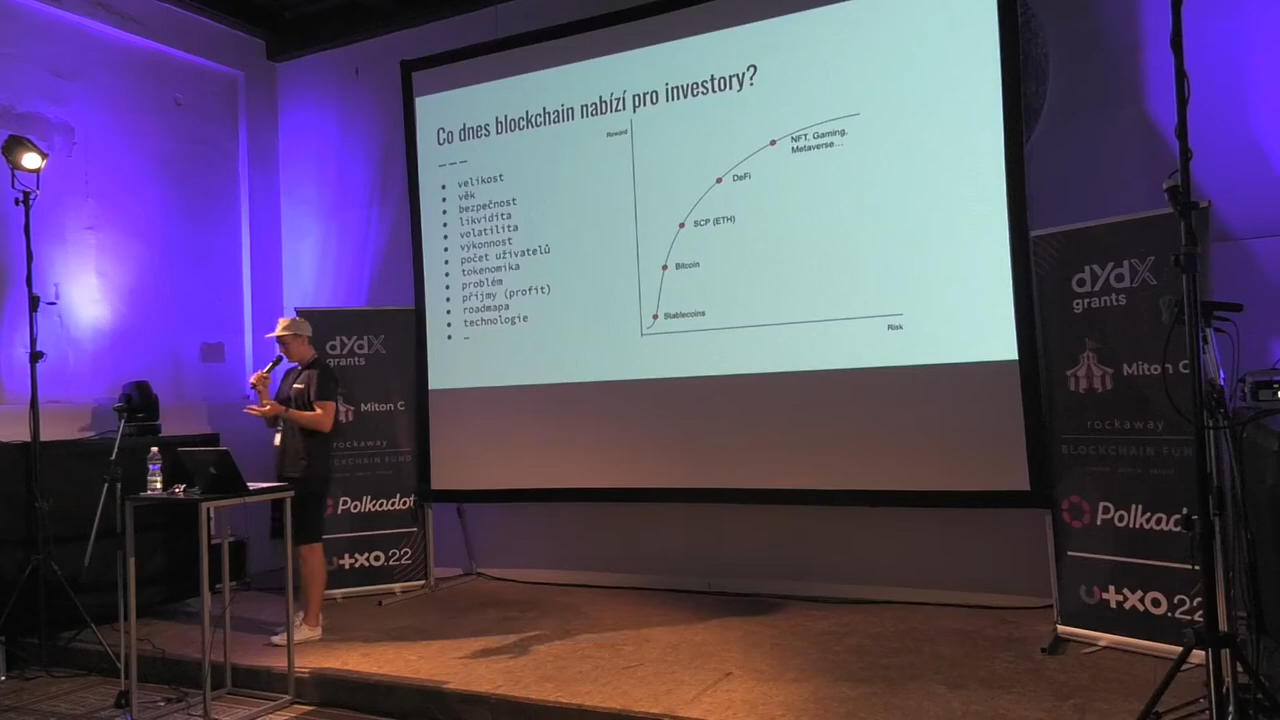 Co dnes blockchain nabízí pro investory?
velikost
věk
bezpečnost
likvidita
volatilita
výkonnost
počet uživatelů
tokenomika
problém
příjmy (profit)
roadmapa
technologie
…
Reward
NFT, Gaming,
Metaverse...
DeFi
SCP (ETH)
Bitcoin
Stablecoins
Risk
dYdX
grants
Miton C
rockaway
CKCHAIN FUND
Polkadot
utxo.22
dYdX
grants
Miton C
rockaway
BLOCKCHAIN FUN
Polkad
utxo.22